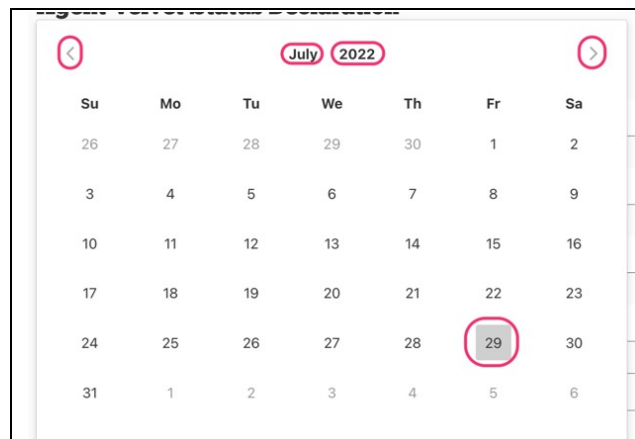 July 2022
Su Mo Tu We Th Fr Sa
26 27 28 29 30 1 2
3 4 5 6 7 8 9
10 11 12 13 14 15 16
17 18 19 20 21 22 23
24 25 26 27 28 29 30
31 1 2 3 4 5 6